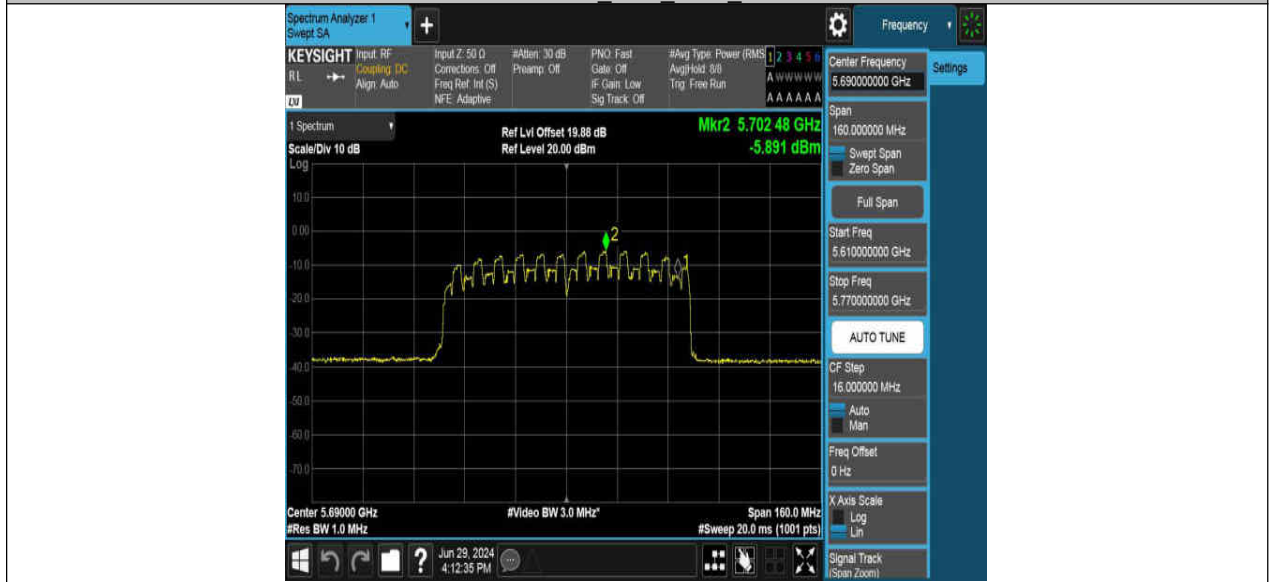 Spectrum Analyzer 1
Swept SA
+
Frequency
KEYSIGHT
RL
LXI
Input: RF
Coupling: DC
Align: Auto
Input Z: 50 Ω
Corrections: Off
Freq Ref: Int (S)
NFE: Adaptive
#Atten: 30 dB
Preamp: Off
PNO: Fast
Gate: Off
IF Gain: Low
Sig Track: Off
#Avg Type: Power (RMS
Avg|Hold: 8/8
Trig: Free Run
1 2 3 4 5 6
A W W W W W
A A A A A A
1 Spectrum
Scale/Div 10 dB
Log
Ref Lvl Offset 19.88 dB
Ref Level 20.00 dBm
Mkr2 5.702 48 GHz
-5.891 dBm
10.0
0.00
-10.0
-20.0
-30.0
-40.0
-50.0
-60.0
-70.0
2
Center 5.69000 GHz
#Res BW 1.0 MHz
#Video BW 3.0 MHz*
Span 160.0 MHz
#Sweep 20.0 ms (1001 pts)
?
Jun 29, 2024
4:12:35 PM
Center Frequency
5.690000000 GHz
Settings
Span
160.000000 MHz
Swept Span
Zero Span
Full Span
Start Freq
5.610000000 GHz
Stop Freq
5.770000000 GHz
AUTO TUNE
CF Step
16.000000 MHz
Auto
Man
Freq Offset
0 Hz
X Axis Scale
Log
Lin
Signal Track
(Span Zoom)